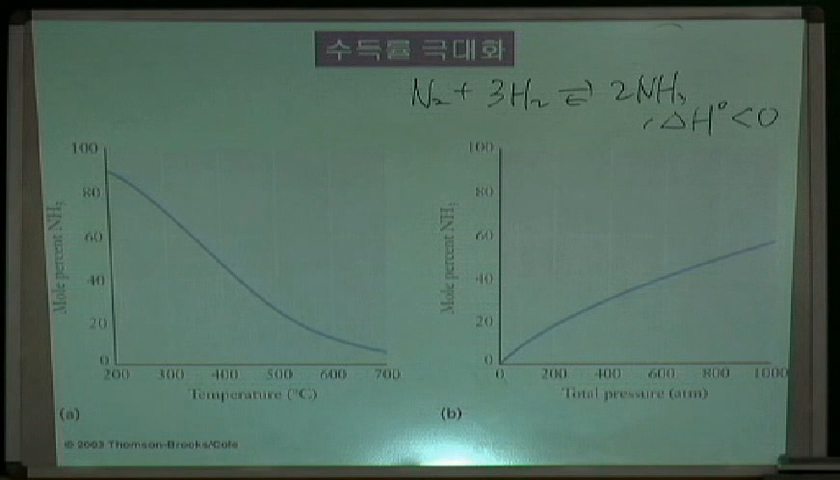 수득률 극대화
N₂ + 3H₂ ⇌ 2NH₃
, ΔH° < 0
100
80
60
40
20
0
Mole percent NH₃
200 300 400 500 600 700
Temperature (°C)
(a)
100
80
60
40
20
0
Mole percent NH₃
0 200 400 600 800 1000
Total pressure (atm)
(b)
© 2003 Thomson-Brooks/Cole